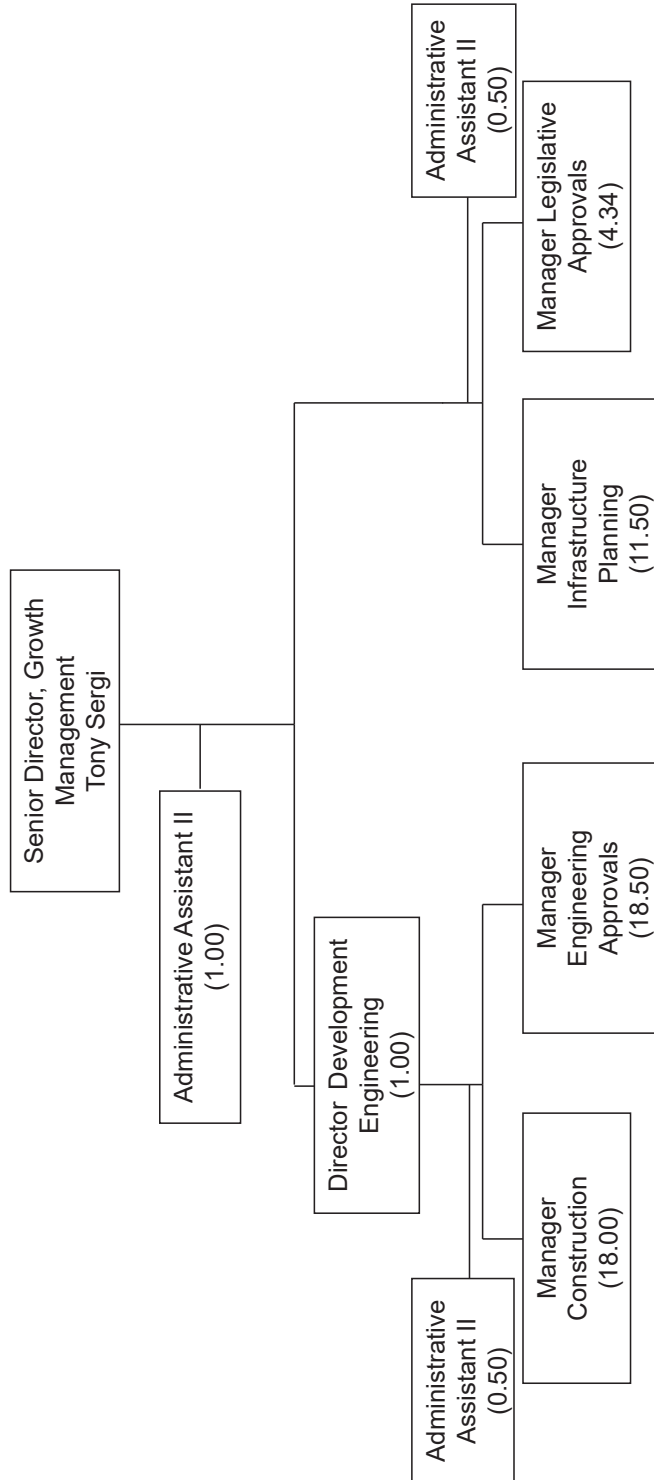 Senior Director, Growth
Management
Tony Sergi
Administrative Assistant II
(1.00)
Director Development
Engineering
(1.00)
Administrative
Assistant II
(0.50)
Administrative
Assistant II
(0.50)
Manager
Construction
(18.00)
Manager
Engineering
Approvals
(18.50)
Manager
Infrastructure
Planning
(11.50)
Manager Legislative
Approvals
(4.34)